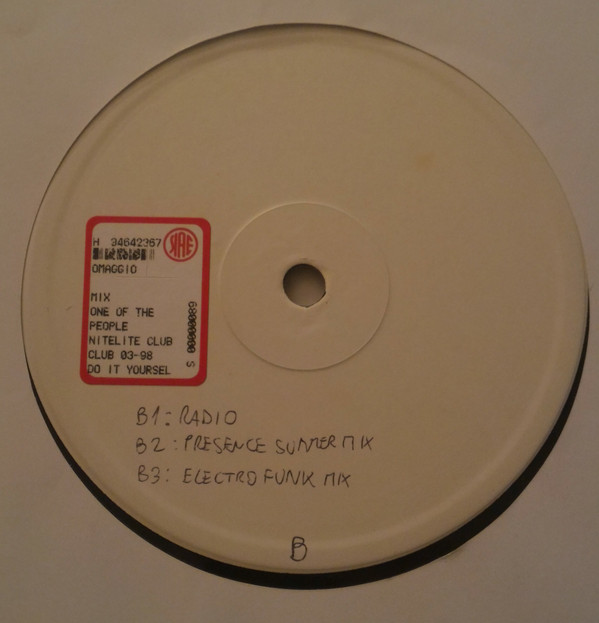 H 34642367
OMAGGIO
MIX
ONE OF THE
PEOPLE
NITELITE CLUB
CLUB 03-98
DO IT YOURSEL
S 00000089
B1: RADIO
B2: PRESENCE SUMMER MIX
B3: ELECTRO FUNK MIX
B